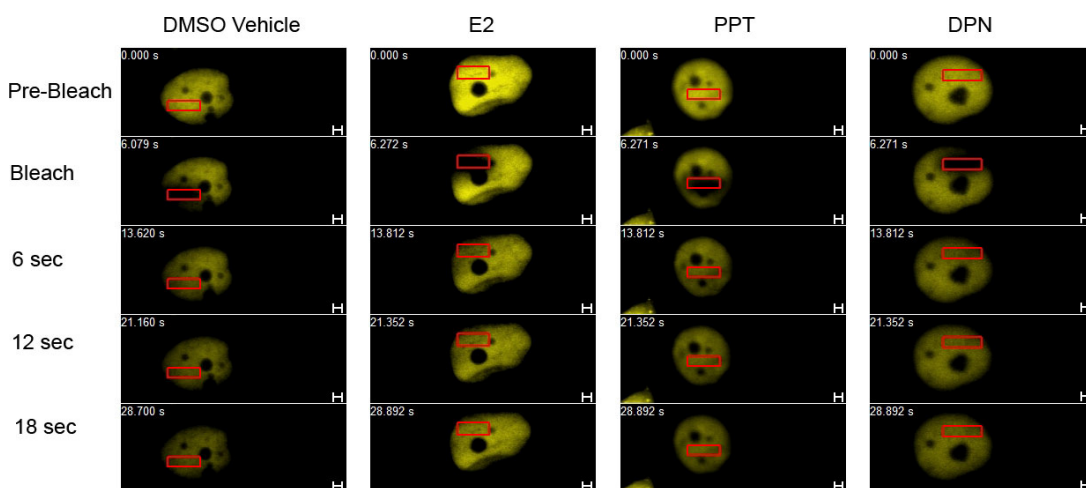 DMSO Vehicle E2 PPT DPN
Pre-Bleach 0.000 s 0.000 s 0.000 s 0.000 s
Bleach 6.079 s 6.272 s 6.271 s 6.271 s
6 sec 13.620 s 13.812 s 13.812 s 13.812 s
12 sec 21.160 s 21.352 s 21.352 s 21.352 s
18 sec 28.700 s 28.892 s 28.892 s 28.892 s